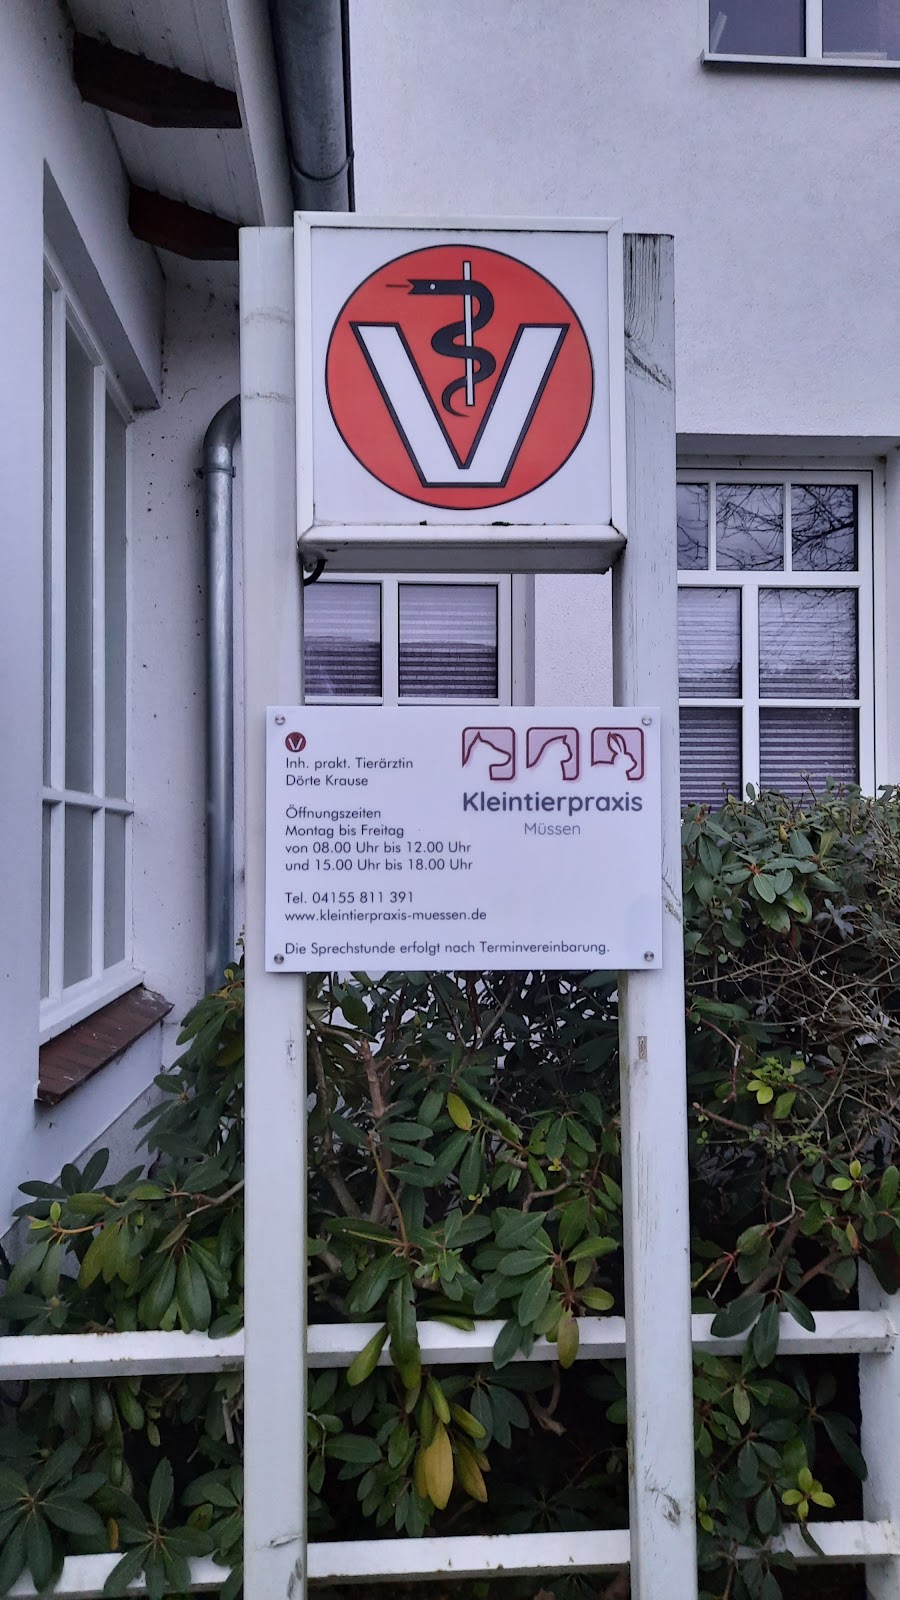 V
V
Inh. prakt. Tierärztin
Dörte Krause
Kleintierpraxis
Müssen
Öffnungszeiten
Montag bis Freitag
von 08.00 Uhr bis 12.00 Uhr
und 15.00 Uhr bis 18.00 Uhr
Tel. 04155 811 391
www.kleintierpraxis-muessen.de
Die Sprechstunde erfolgt nach Terminvereinbarung.